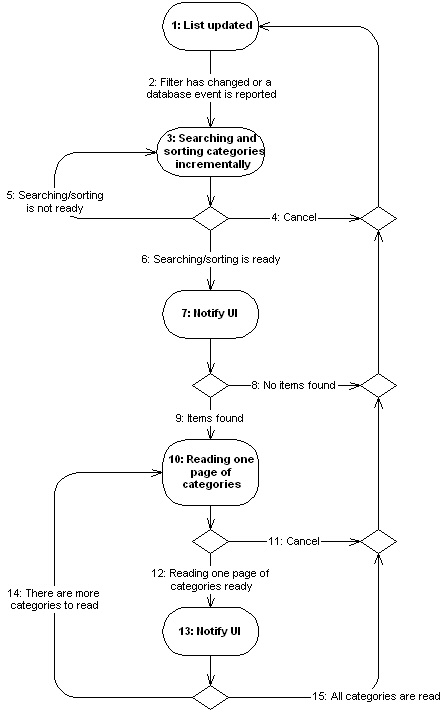 1: List updated
2: Filter has changed or a
database event is reported
3: Searching and
sorting categories
incrementally
5: Searching/sorting
is not ready
4: Cancel
6: Searching/sorting is ready
7: Notify UI
8: No items found
9: Items found
10: Reading one
page of
categories
11: Cancel
12: Reading one page of
categories ready
14: There are more
categories to read
13: Notify UI
15: All categories are read